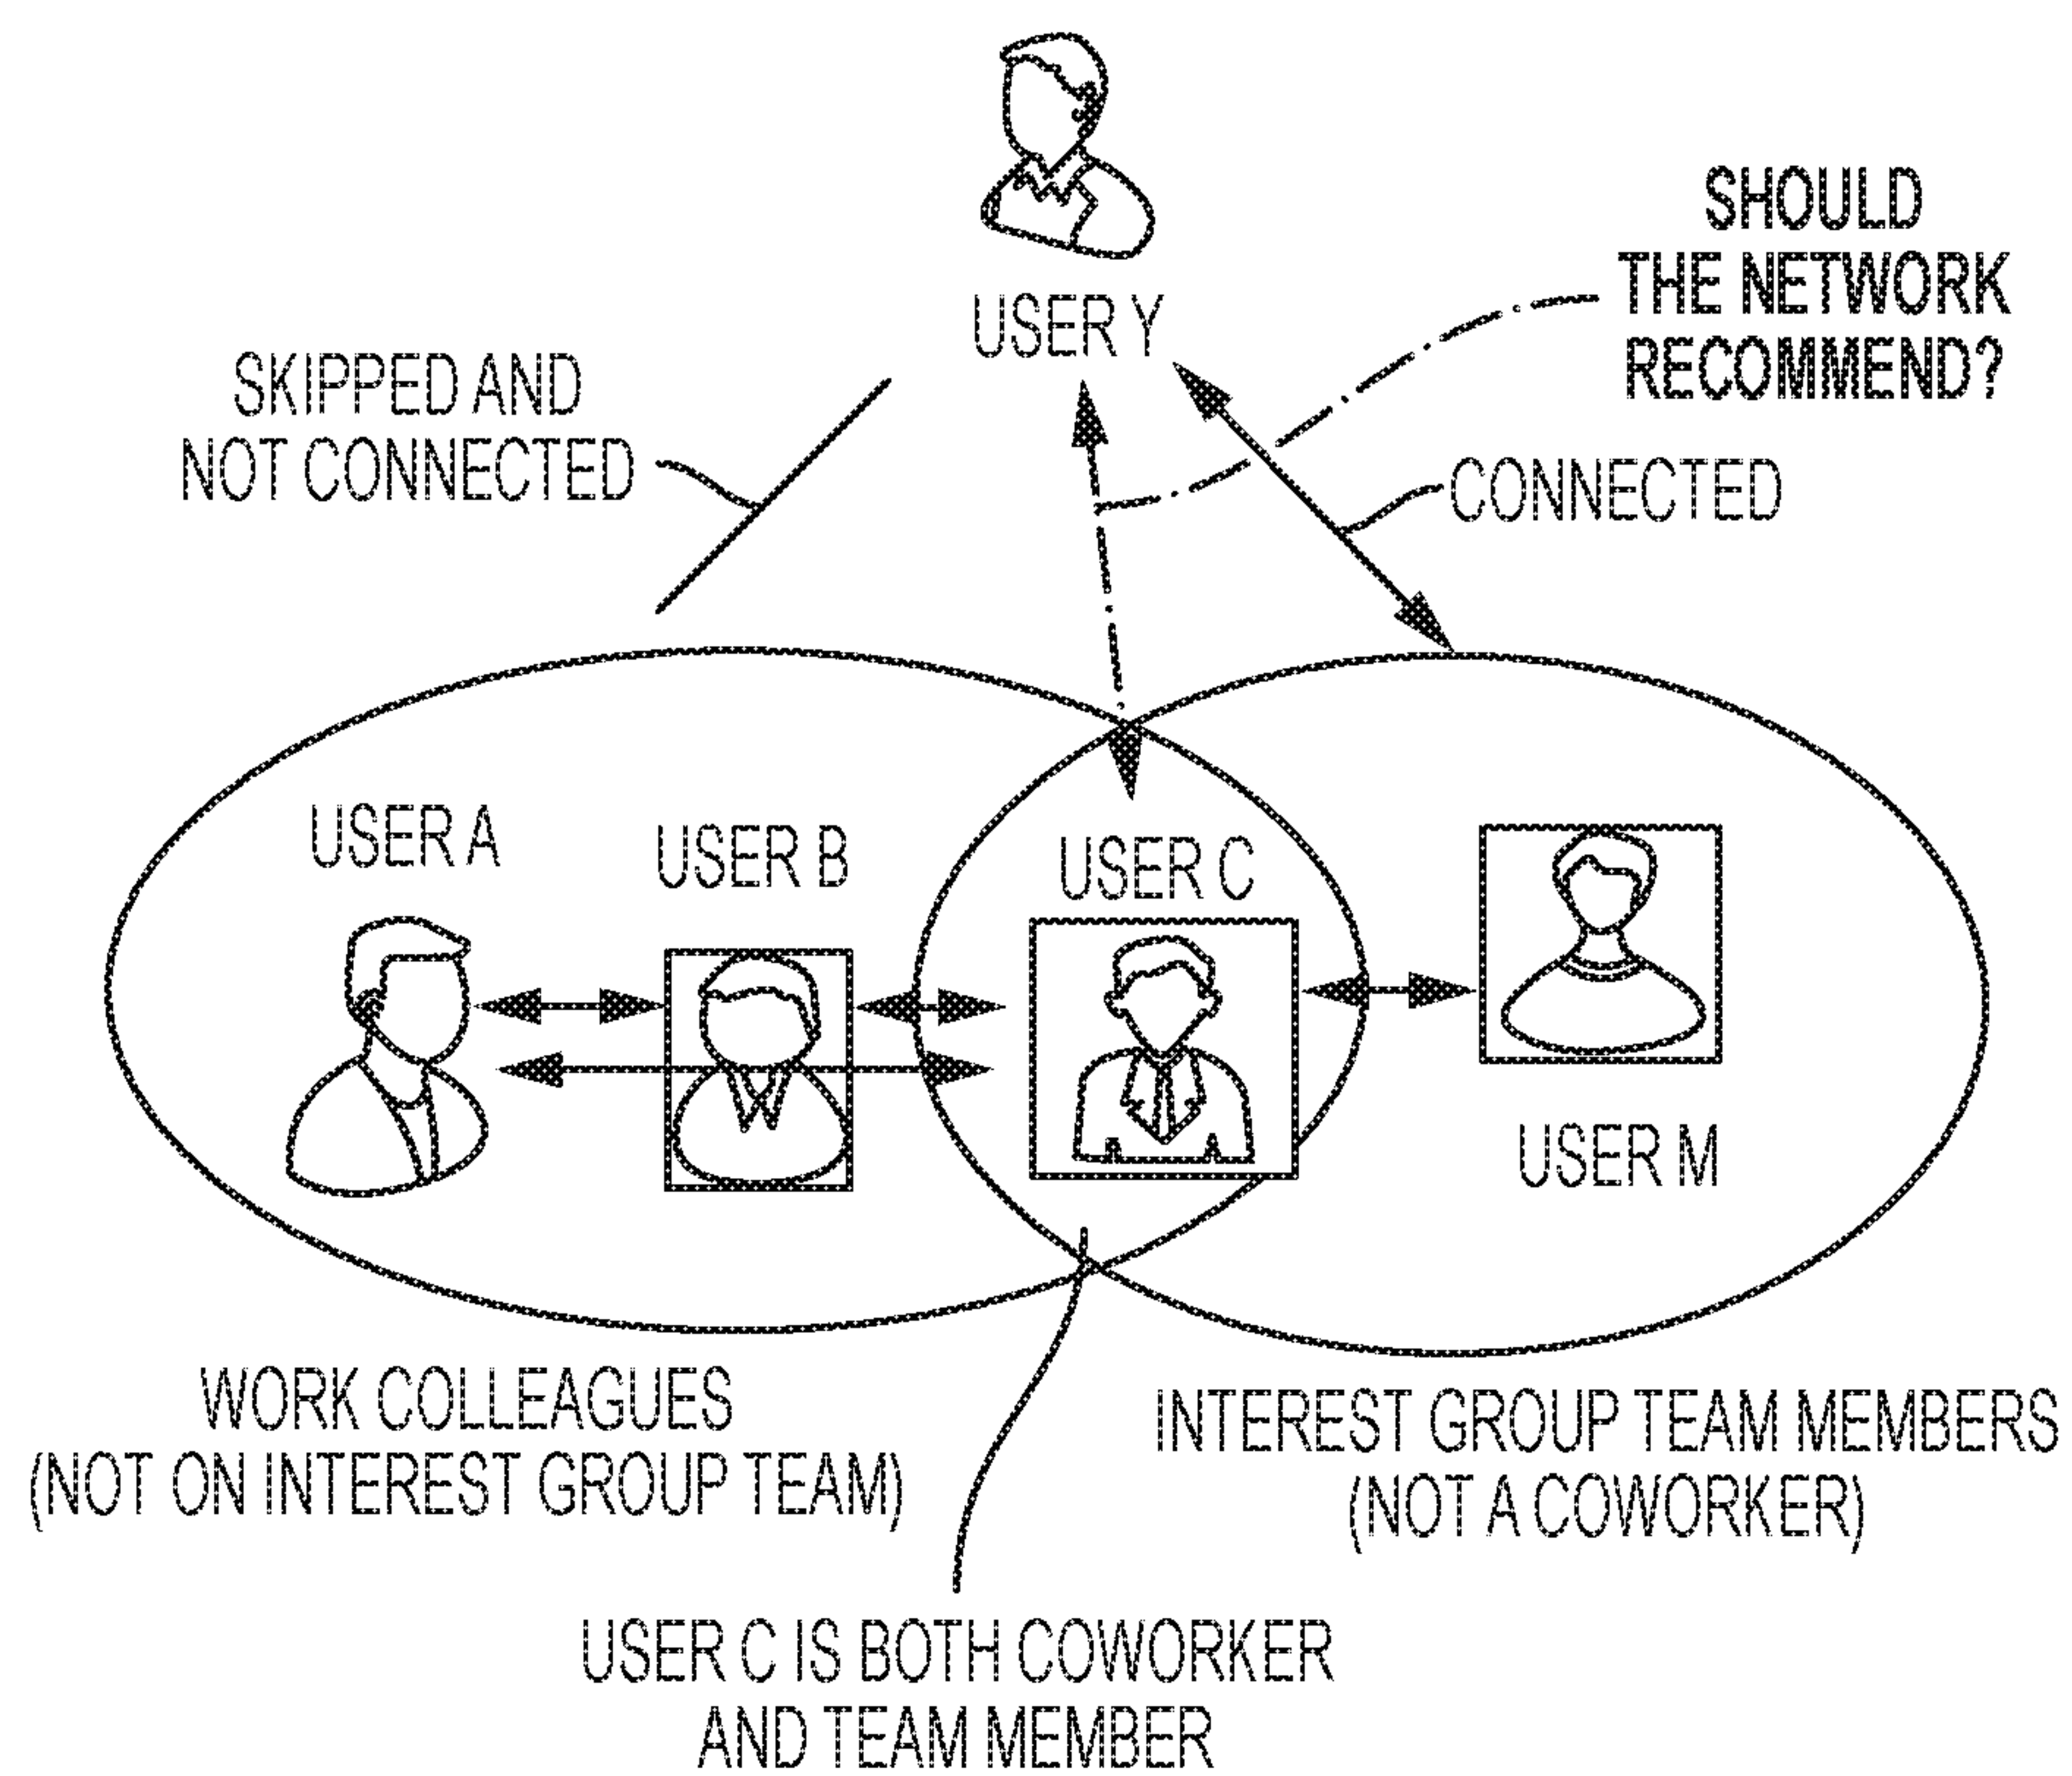 USER Y
SHOULD
THE NETWORK
RECOMMEND?
SKIPPED AND
NOT CONNECTED
CONNECTED
USER A
USER B
USER C
USER M
WORK COLLEAGUES
(NOT ON INTEREST GROUP TEAM)
INTEREST GROUP TEAM MEMBERS
(NOT A COWORKER)
USER C IS BOTH COWORKER
AND TEAM MEMBER